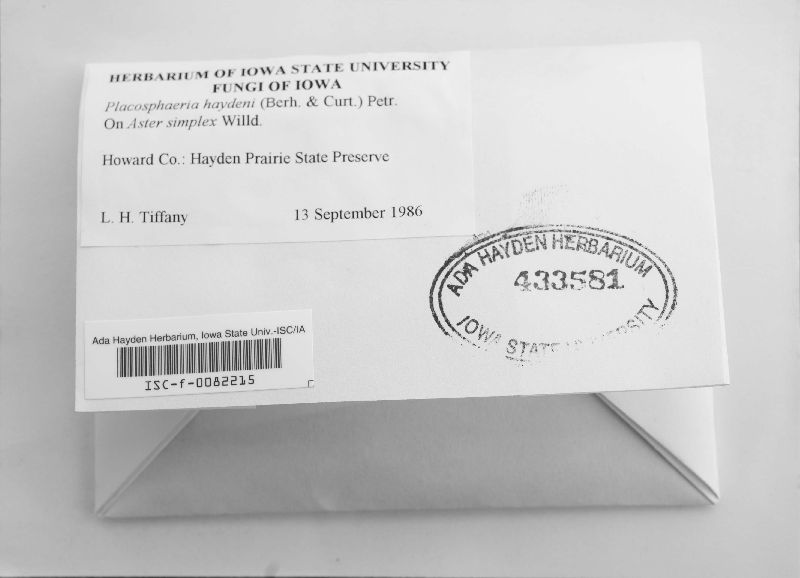 HERBARIUM OF IOWA STATE UNIVERSITY
FUNGI OF IOWA
Placosphaeria haydeni (Berh. & Curt.) Petr.
On Aster simplex Willd.
Howard Co.: Hayden Prairie State Preserve
L. H. Tiffany 13 September 1986
ADA HAYDEN HERBARIUM
433581
IOWA STATE UNIVERSITY
Ada Hayden Herbarium, Iowa State Univ.-ISC/IA
ISC-f-0082215